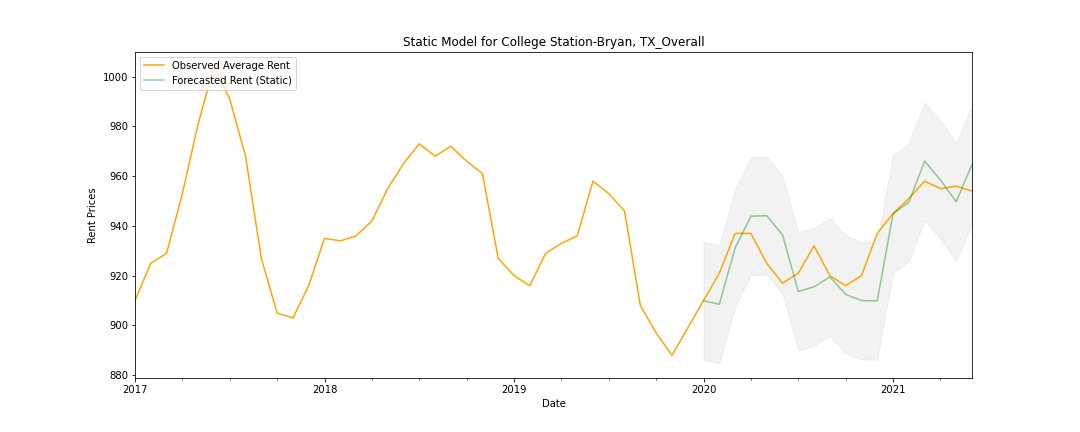 Static Model for College Station-Bryan, TX_Overall
Observed Average Rent
Forecasted Rent (Static)
1000
980
960
940
920
900
880
Rent Prices
2017 2018 2019 2020 2021
Date